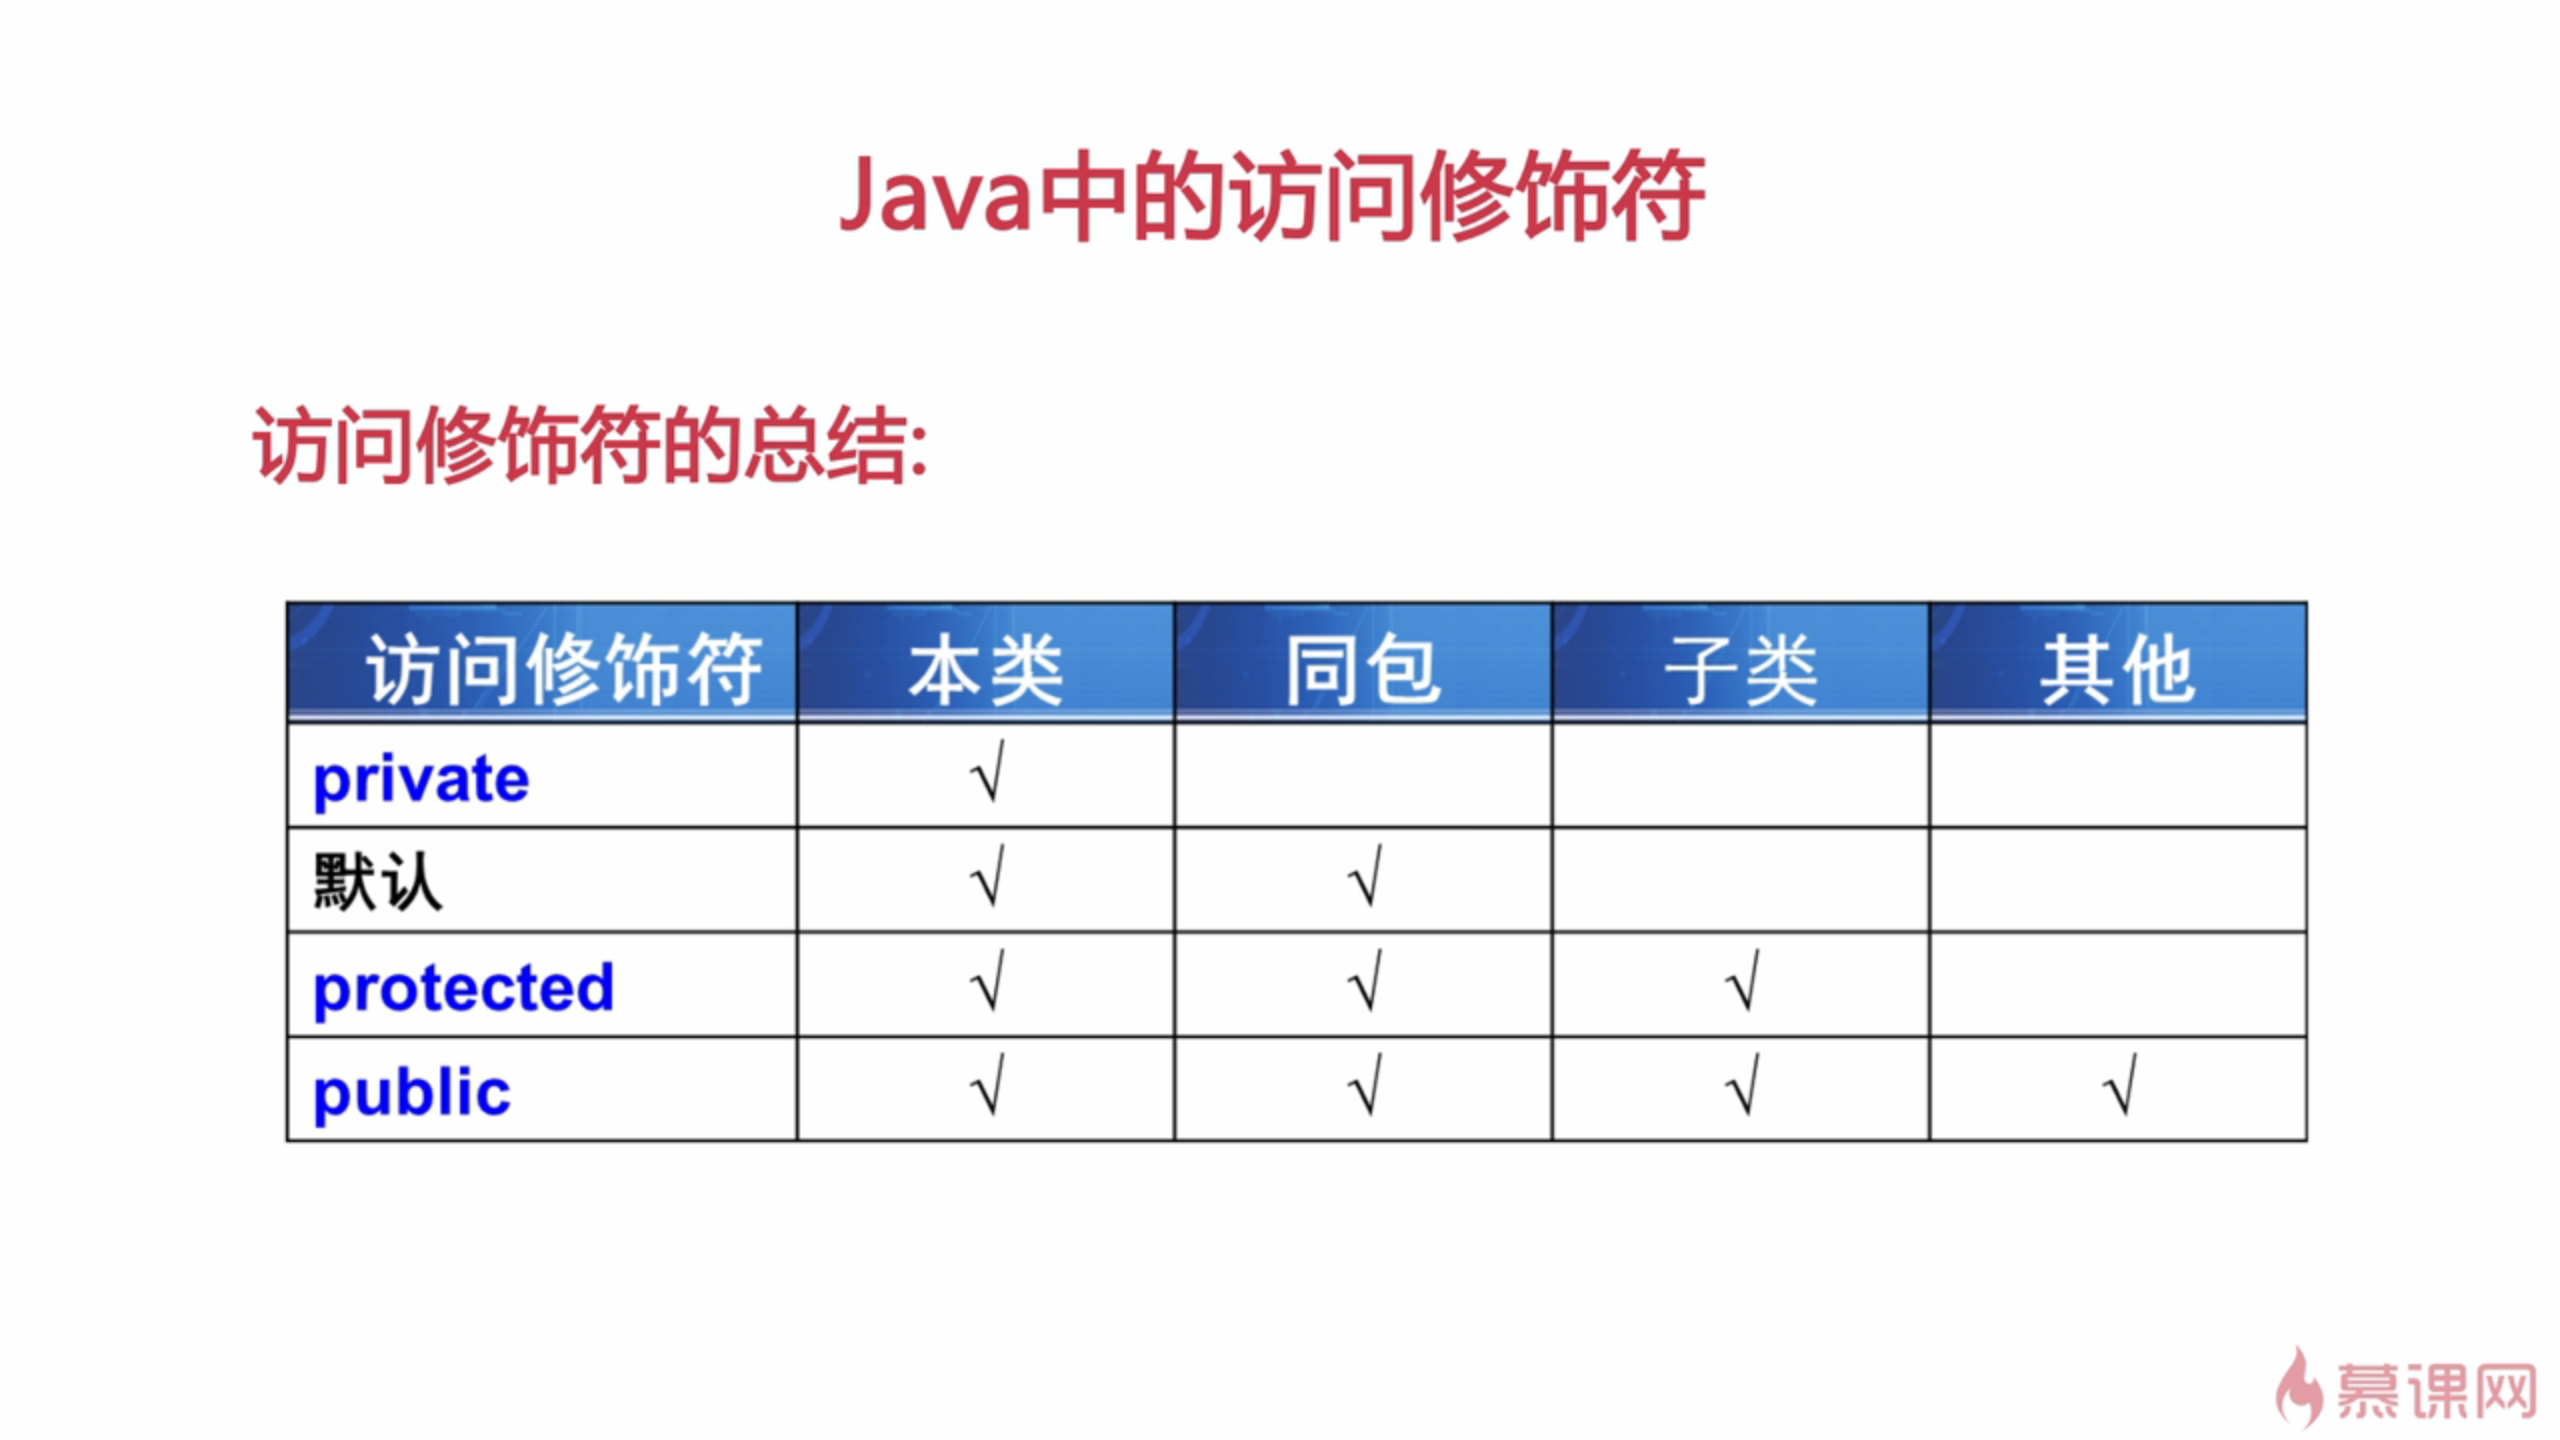 Java中的访问修饰符
访问修饰符的总结:
访问修饰符 本类 同包 子类 其他
private √
默认 √ √
protected √ √ √
public √ √ √ √
慕课网